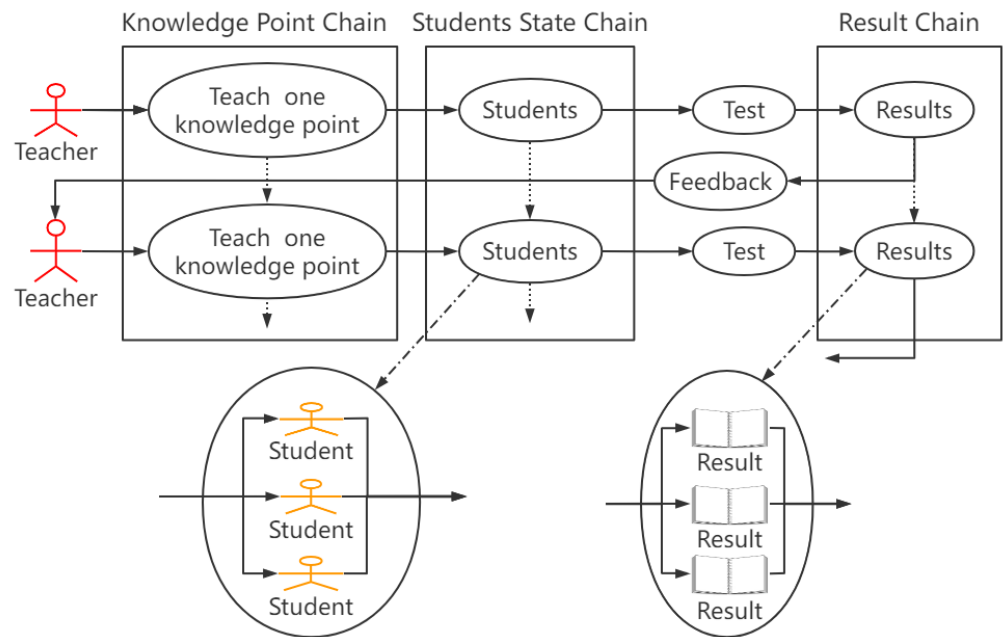 Knowledge Point Chain
Students State Chain
Result Chain
Teach one
knowledge point
Students
Test
Results
Teacher
Feedback
Teach one
knowledge point
Students
Test
Results
Teacher
Student
Student
Student
Result
Result
Result